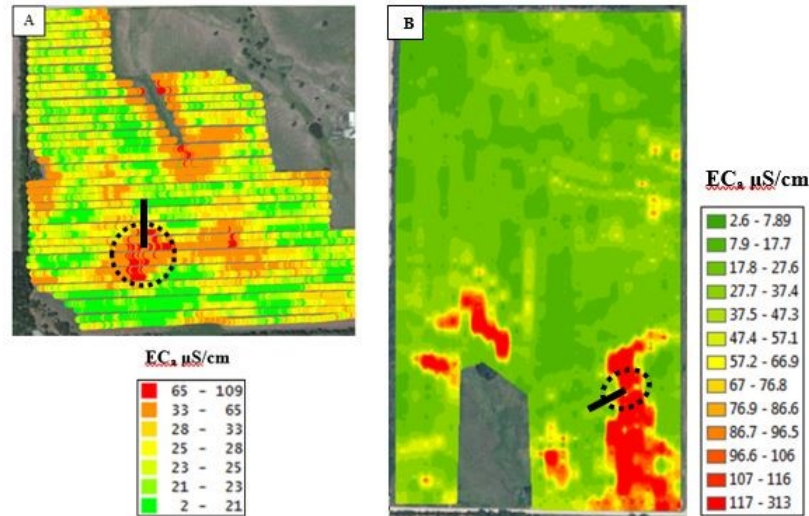 A
B
ECa µS/cm
65 – 109
33 – 65
28 – 33
25 – 28
23 – 25
21 – 23
2 – 21
ECa µS/cm
2.6 - 7.89
7.9 - 17.7
17.8 - 27.6
27.7 - 37.4
37.5 - 47.3
47.4 - 57.1
57.2 - 66.9
67 - 76.8
76.9 - 86.6
86.7 - 96.5
96.6 - 106
107 - 116
117 - 313